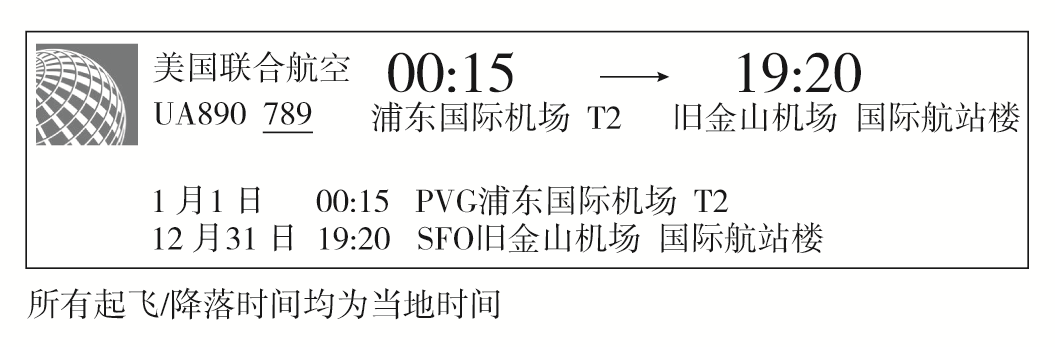 美国联合航空 00:15 → 19:20
UA890 789 浦东国际机场 T2 旧金山机场 国际航站楼
1月1日 00:15 PVG浦东国际机场 T2
12月31日 19:20 SFO旧金山机场 国际航站楼
所有起飞/降落时间均为当地时间